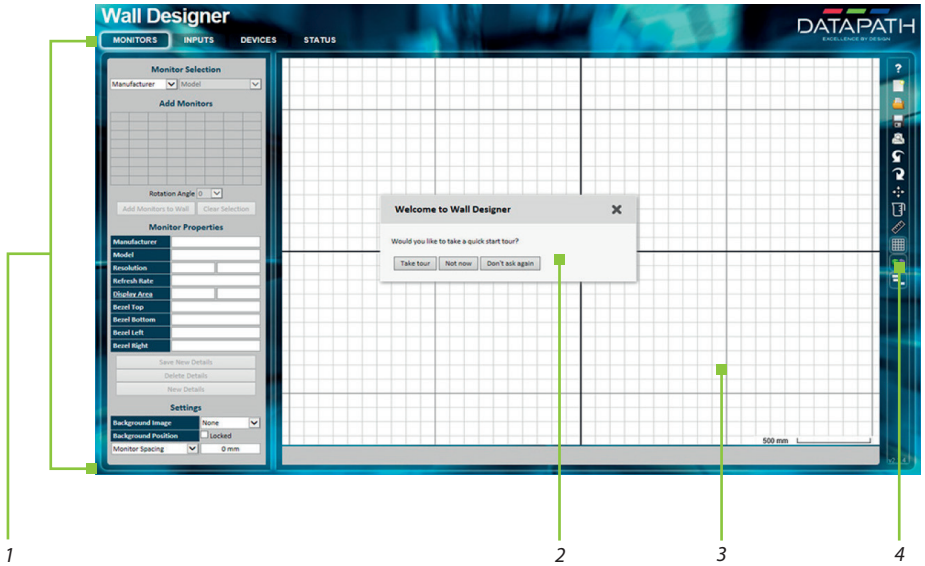 Wall Designer
DATAPATH
EXCELLENCE BY DESIGN
MONITORS INPUTS DEVICES STATUS
Monitor Selection
Manufacturer Model
Add Monitors
Rotation Angle 0
Add Monitors to Wall Clear Selection
Monitor Properties
Manufacturer
Model
Resolution
Refresh Rate
Display Area
Bezel Top
Bezel Bottom
Bezel Left
Bezel Right
Save New Details
Delete Details
New Details
Settings
Background Image None
Background Position Locked
Monitor Spacing 0 mm
Welcome to Wall Designer
Would you like to take a quick start tour?
Take tour Not now Don't ask again
500 mm
?
1 2 3 4